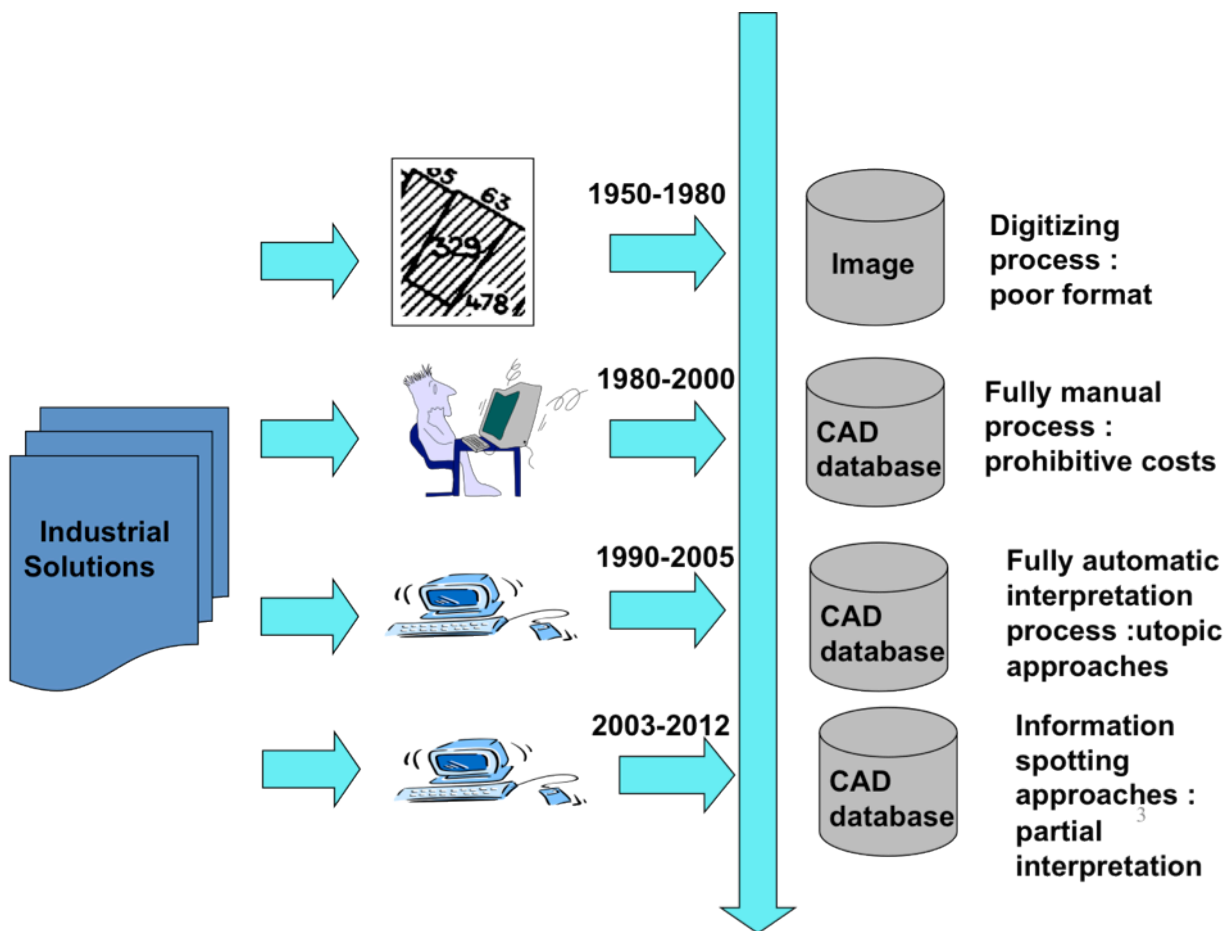 Industrial
Solutions
65
63
329
478
1950-1980
Image
Digitizing
process :
poor format
1980-2000
CAD
database
Fully manual
process :
prohibitive costs
1990-2005
CAD
database
Fully automatic
interpretation
process :utopic
approaches
2003-2012
CAD
database
Information
spotting
approaches :
3
partial
interpretation